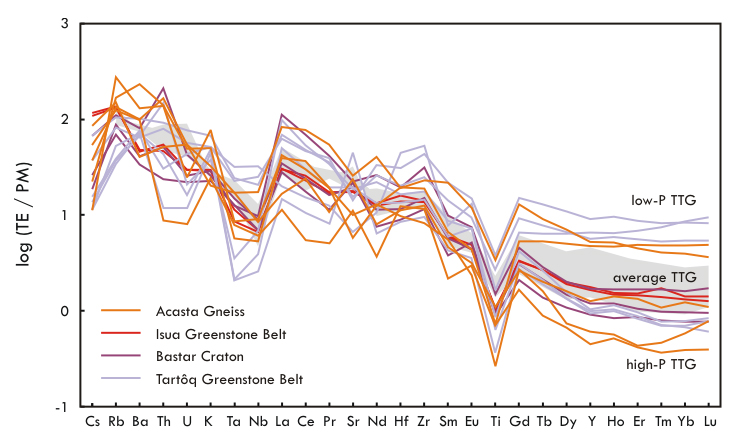 3
2
1
0
-1
log (TE / PM)
low-P TTG
average TTG
high-P TTG
Acasta Gneiss
Isua Greenstone Belt
Bastar Craton
Tartôq Greenstone Belt
Cs Rb Ba Th U K Ta Nb La Ce Pr Sr Nd Hf Zr Sm Eu Ti Gd Tb Dy Y Ho Er Tm Yb Lu